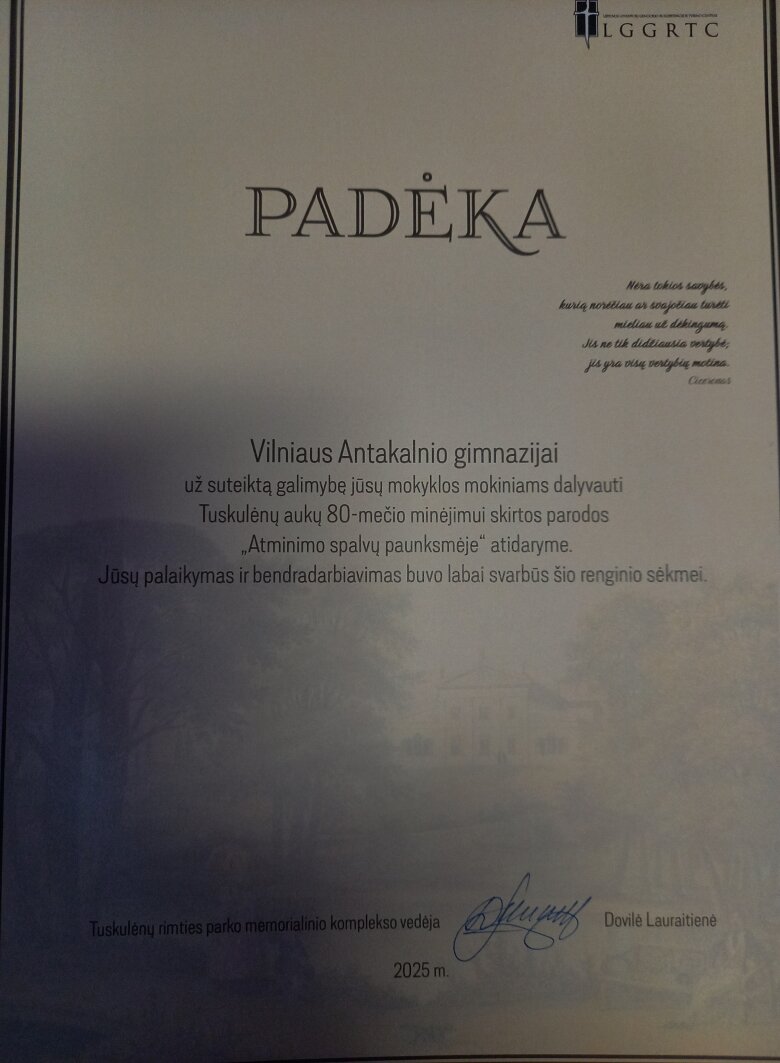 LGGRTC
PADĖKA
Nėra tokios savybės,
kurią norėčiau ar svajočiau turėti
mieliau už dėkingumą.
Jis ne tik didžiausia vertybė;
jis yra visų vertybių motina.
Ciceronas
Vilniaus Antakalnio gimnazijai
už suteiktą galimybę jūsų mokyklos mokiniams dalyvauti
Tuskulėnų aukų 80-mečio minėjimui skirtos parodos
„Atminimo spalvų paunksmėje“ atidaryme.
Jūsų palaikymas ir bendradarbiavimas buvo labai svarbūs šio renginio sėkmei.
Tuskulėnų rimties parko memorialinio komplekso vedėja Dovilė Lauraitienė
2025 m.